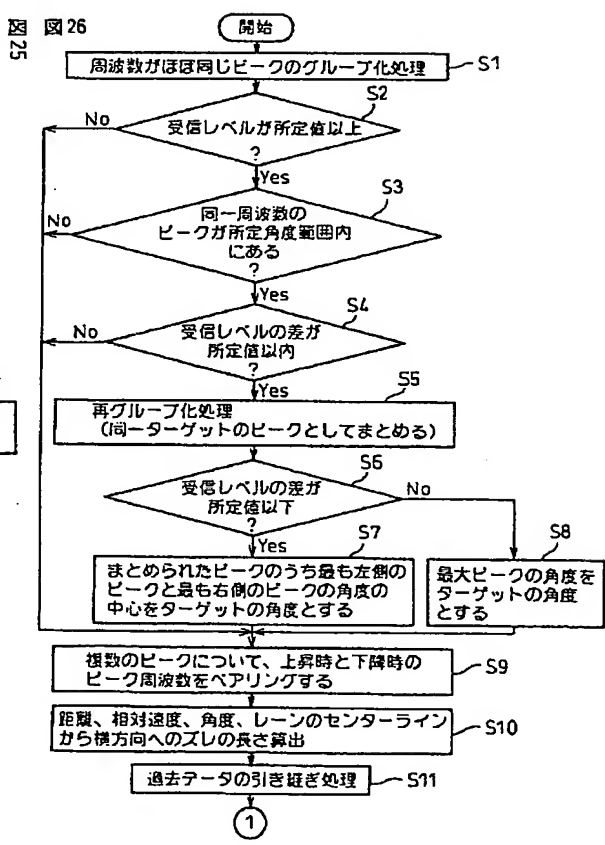 図25
図26
開始
周波数がほぼ同じピークのグループ化処理
S1
S2
受信レベルが所定値以上
?
No
Yes
S3
同一周波数の
ピークが所定角度範囲内
にある
?
No
Yes
S4
受信レベルの差が
所定値以内
?
No
Yes
S5
再グループ化処理
(同一ターゲットのピークとしてまとめる)
S6
受信レベルの差が
所定値以下
?
No
Yes
S7
まとめられたピークのうち最も左側の
ピークと最も右側のピークの角度の
中心をターゲットの角度とする
S8
最大ピークの角度を
ターゲットの角度
とする
複数のピークについて、上昇時と下降時の
ピーク周波数をペアリングする
S9
距離、相対速度、角度、レーンのセンターライン
から横方向へのズレの長さ算出
S10
過去データの引き継ぎ処理
S11
1